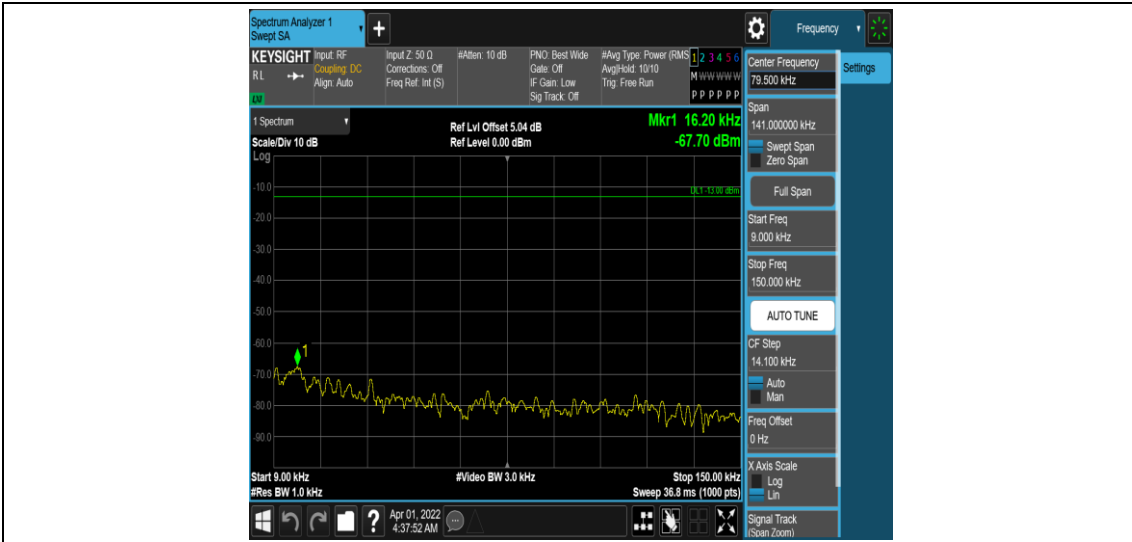 Spectrum Analyzer 1
Swept SA
+
Frequency
KEYSIGHT
R L
LXI
Input: RF
Coupling: DC
Align: Auto
Input Z: 50 Ω
Corrections: Off
Freq Ref: Int (S)
#Atten: 10 dB
PNO: Best Wide
Gate: Off
IF Gain: Low
Sig Track: Off
#Avg Type: Power (RMS
Avg|Hold: 10/10
Trig: Free Run
1 2 3 4 5 6
M W W W W W
P P P P P P
Center Frequency
79.500 kHz
Settings
1 Spectrum
Scale/Div 10 dB
Log
Ref Lvl Offset 5.04 dB
Ref Level 0.00 dBm
Mkr1 16.20 kHz
-67.70 dBm
Span
141.000000 kHz
Swept Span
Zero Span
Full Span
Start Freq
9.000 kHz
Stop Freq
150.000 kHz
AUTO TUNE
CF Step
14.100 kHz
Auto
Man
Freq Offset
0 Hz
X Axis Scale
Log
Lin
Signal Track
(Span Zoom)
DL1 -13.00 dBm
-10.0
-20.0
-30.0
-40.0
-50.0
-60.0
1
-70.0
-80.0
-90.0
Start 9.00 kHz
#Video BW 3.0 kHz
Stop 150.00 kHz
#Res BW 1.0 kHz
Sweep 36.8 ms (1000 pts)
?
Apr 01, 2022
4:37:52 AM